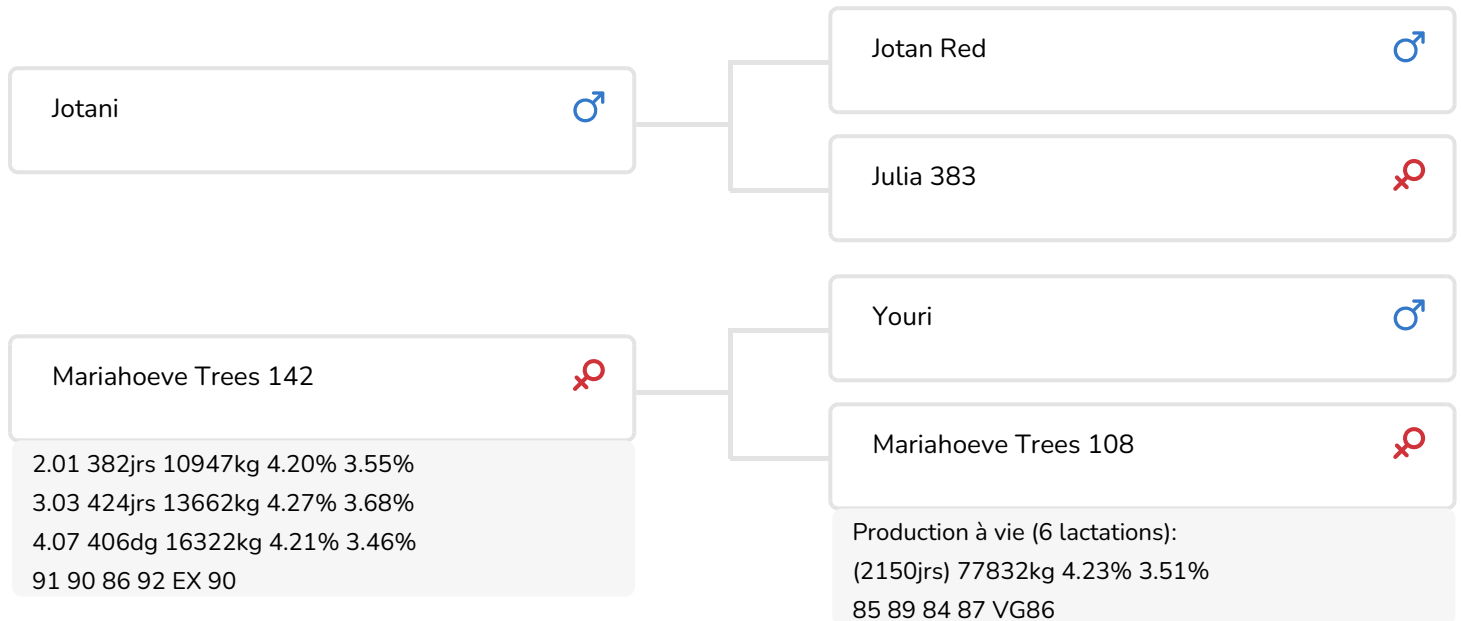 Jotani
Jotan Red
Julia 383
Mariahoeve Trees 142
2.01 382jrs 10947kg 4.20% 3.55%
3.03 424jrs 13662kg 4.27% 3.68%
4.07 406dg 16322kg 4.21% 3.46%
91 90 86 92 EX 90
Youri
Mariahoeve Trees 108
Production à vie (6 lactations):
(2150jrs) 77832kg 4.23% 3.51%
85 89 84 87 VG86